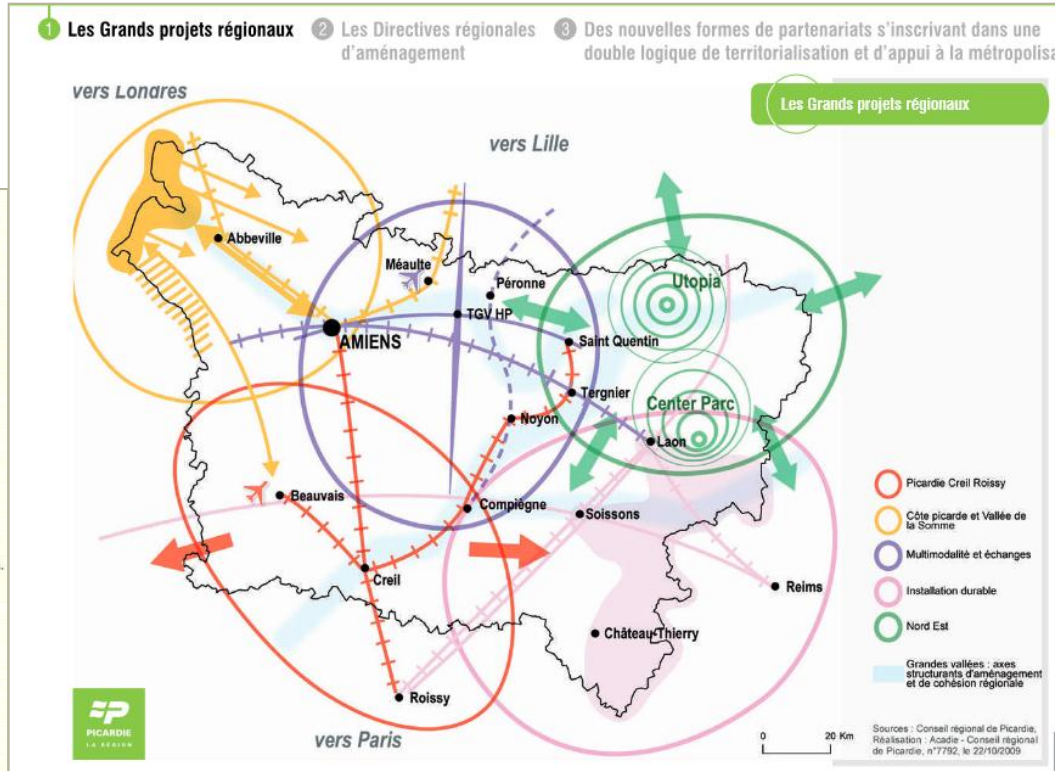 1 Les Grands projets régionaux
2 Les Directives régionales
d'aménagement
3 Des nouvelles formes de partenariats s'inscrivant dans une
double logique de territorialisation et d'appui à la métropolisa
vers Londres
Les Grands projets régionaux
vers Lille
Abbeville
Méaulte
Péronne
Utopia
TGV HP
AMIENS
Saint Quentin
Tergnier
Center Parc
Noyon
Laon
Beauvais
Compiègne
Soissons
Creil
Reims
Château-Thierry
Roissy
vers Paris
Picardie Creil Roissy
Côte picarde et Vallée de
la Somme
Multimodalité et échanges
Installation durable
Nord Est
Grandes vallées : axes
structurants d'aménagement
et de cohésion régionale
PICARDIE
LA RÉGION
0 20 Km
Sources : Conseil régional de Picardie,
Réalisation : Acadie - Conseil régional
de Picardie, n°7792, le 22/10/2009